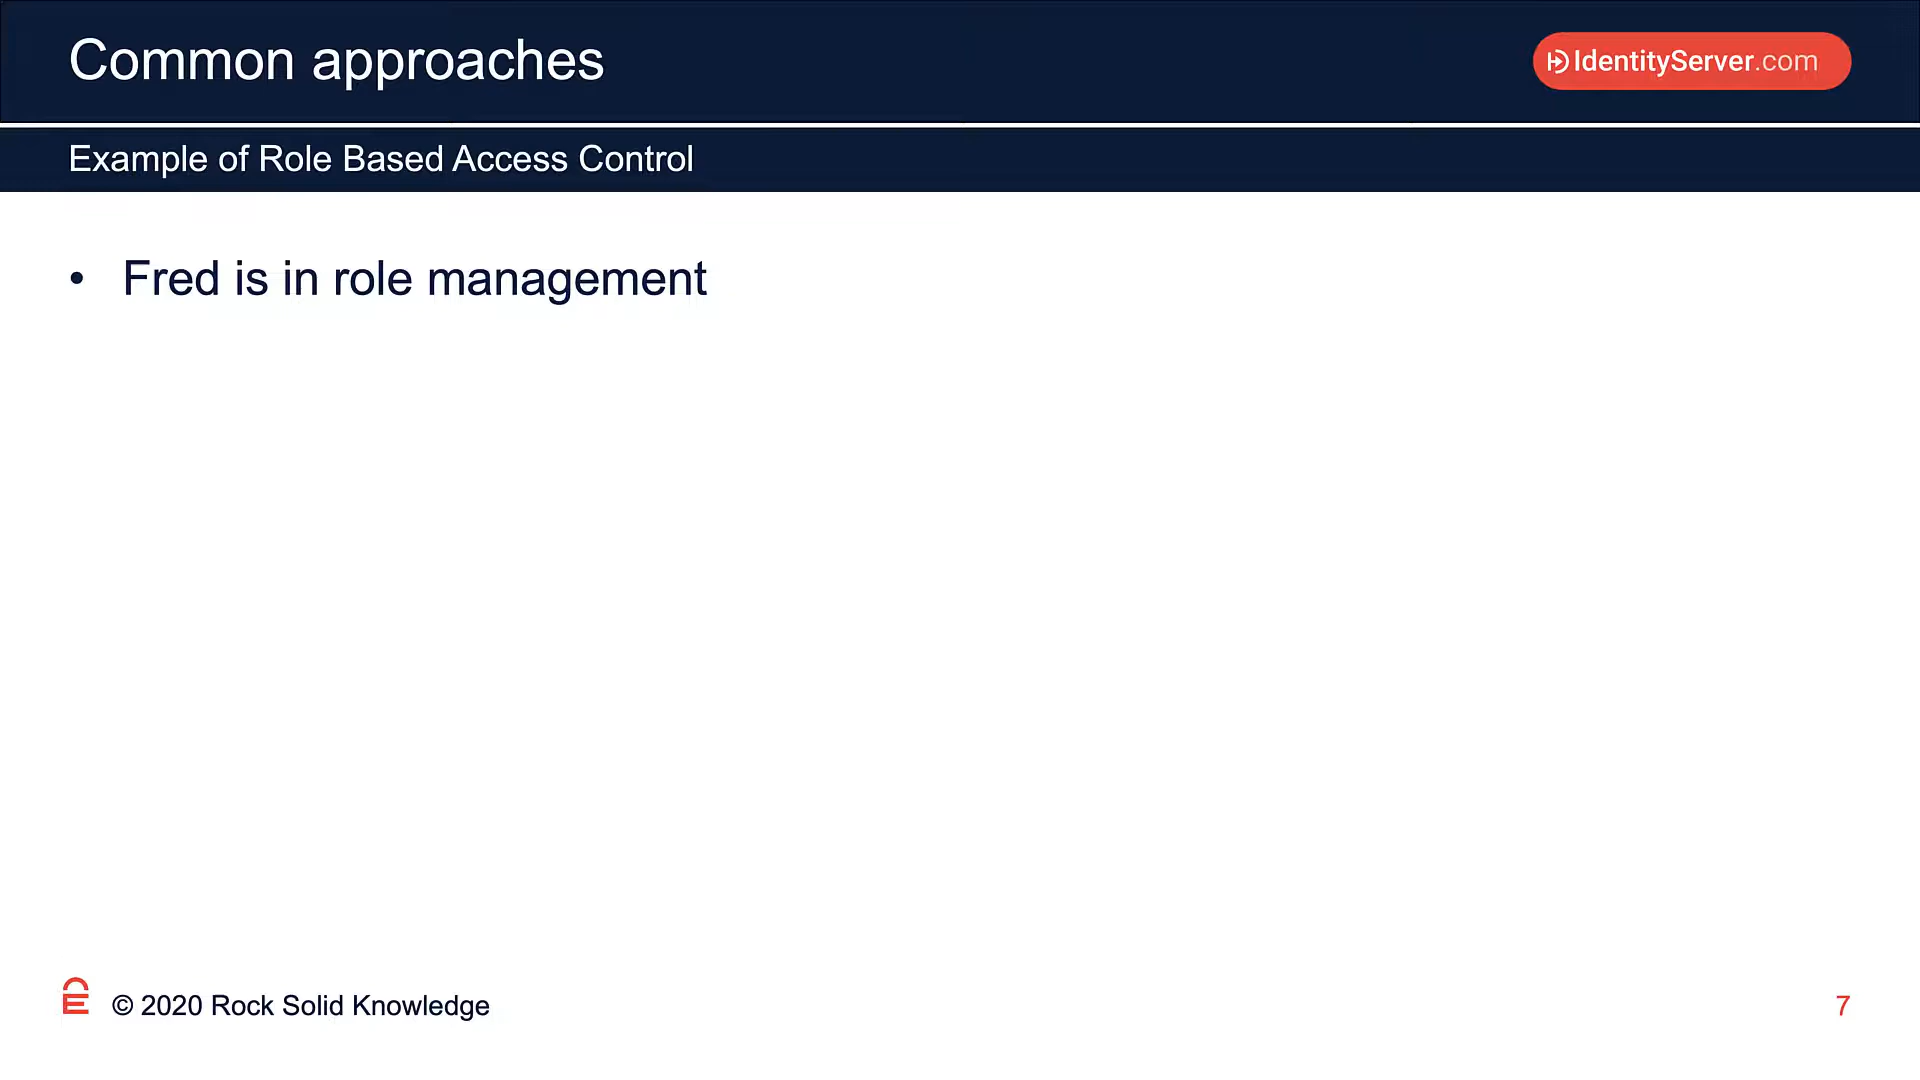 Common approaches
IdentityServer.com
Example of Role Based Access Control
• Fred is in role management
© 2020 Rock Solid Knowledge
7